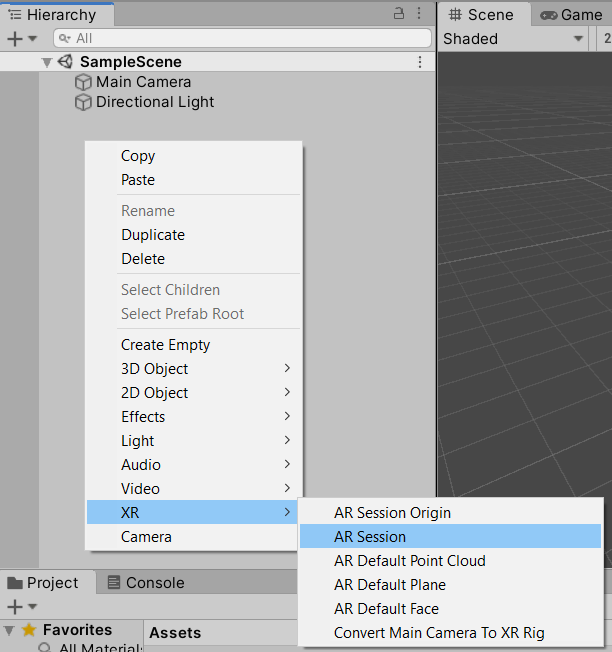 Hierarchy
All
SampleScene
Main Camera
Directional Light
Copy
Paste
Rename
Duplicate
Delete
Select Children
Select Prefab Root
Create Empty
3D Object
2D Object
Effects
Light
Audio
Video
XR
Camera
AR Session Origin
AR Session
AR Default Point Cloud
AR Default Plane
AR Default Face
Convert Main Camera To XR Rig
Scene Game
Shaded 2
Project Console
Favorites
All Material
Assets